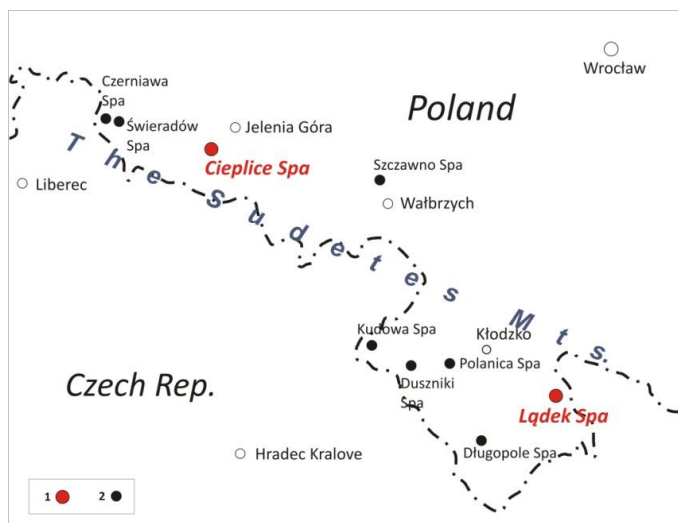 Wrocław
Poland
Czerniawa
Spa
Świeradów
Spa
Jelenia Góra
Cieplice Spa
Szczawno Spa
Liberec
Wałbrzych
The Sudetes Mts.
Kudowa Spa
Kłodzko
Polanica Spa
Duszniki
Spa
Czech Rep.
Lądek Spa
Długopole Spa
Hradec Kralove
1
2